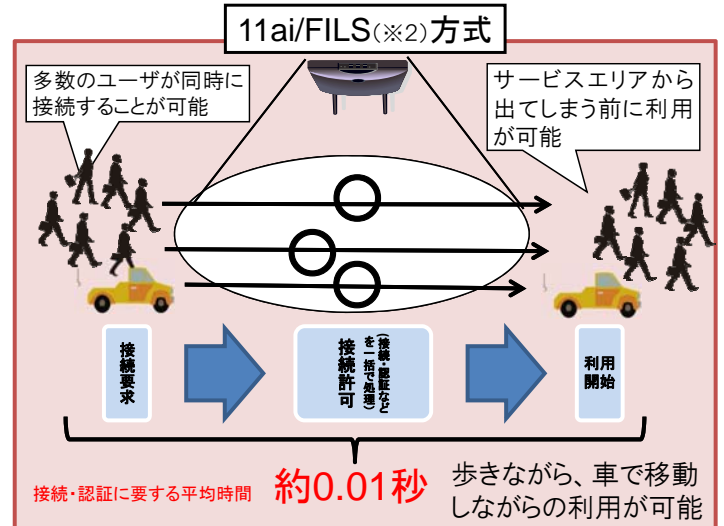 11ai/FILS(※2)方式
多数のユーザが同時に
接続することが可能
サービスエリアから
出てしまう前に利用
が可能
接続要求
接続許可
(接続・認証など
を一括で処理)
利用
開始
接続・認証に要する平均時間
約0.01秒
歩きながら、車で移動
しながらの利用が可能